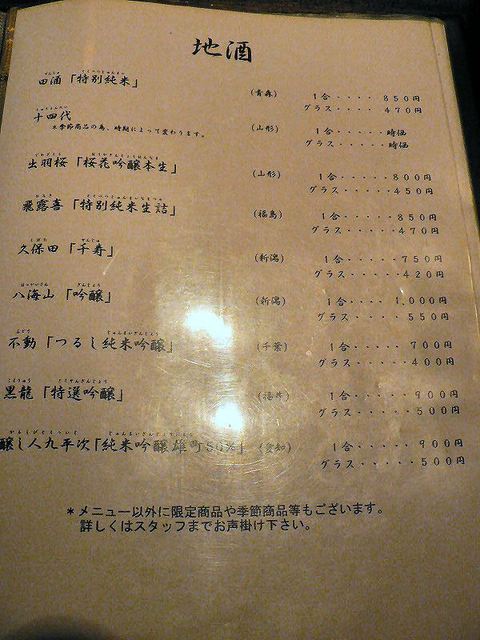 地酒
田酒「特別純米」 (青森) 1合‥‥‥850円
グラス‥‥‥470円
十四代 (山形) 1合‥‥‥時価
※季節商品の為、時期によって変わります。 グラス‥‥‥時価
出羽桜「桜花吟醸本生」 (山形) 1合‥‥‥800円
グラス‥‥‥450円
飛露喜「特別純米生詰」 (福島) 1合‥‥‥850円
グラス‥‥‥470円
久保田「千寿」 (新潟) 1合‥‥‥750円
グラス‥‥‥420円
八海山「吟醸」 (新潟) 1合‥‥‥1,000円
グラス‥‥‥550円
不動「つるし純米吟醸」 (千葉) 1合‥‥‥700円
グラス‥‥‥400円
黒龍「特選吟醸」 (福井) 1合‥‥‥900円
グラス‥‥‥500円
醸し人九平次「純米吟醸雄町50%」 (愛知) 1合‥‥‥900円
グラス‥‥‥500円
＊メニュー以外に限定商品や季節商品等もございます。
詳しくはスタッフまでお声掛け下さい。